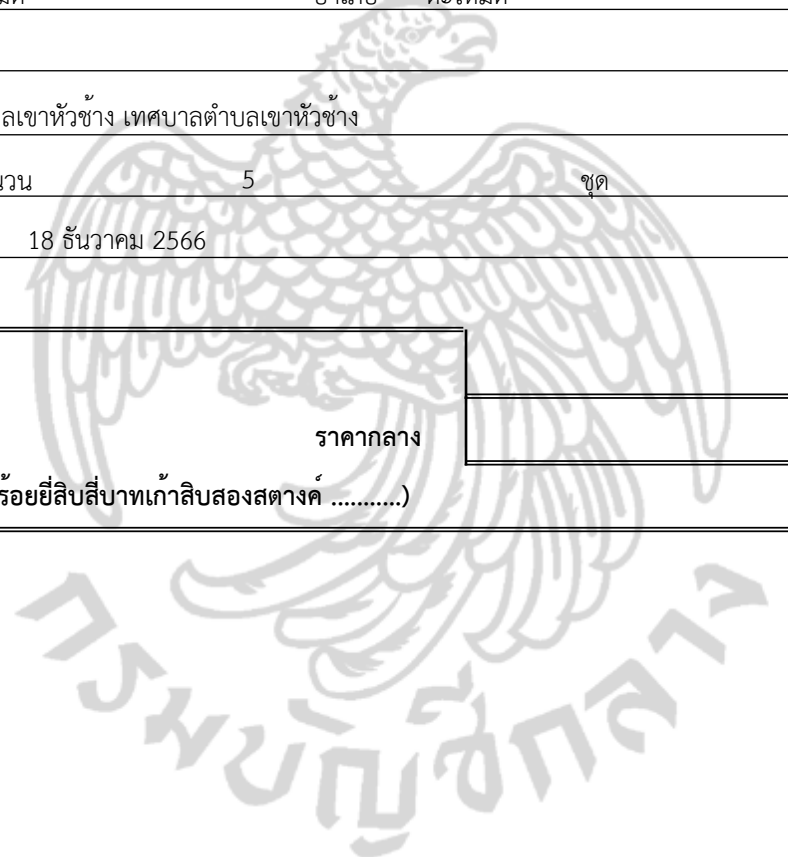 ลเขาหัวช้าง เทศบาลตำบลเขาหัวช้าง
5 ชุด
18 ธันวาคม 2566
ราคากลาง
ร้อยยี่สิบสี่บาทเก้าสิบสองสตางค์ ...........)
กรมบัญชีกลาง